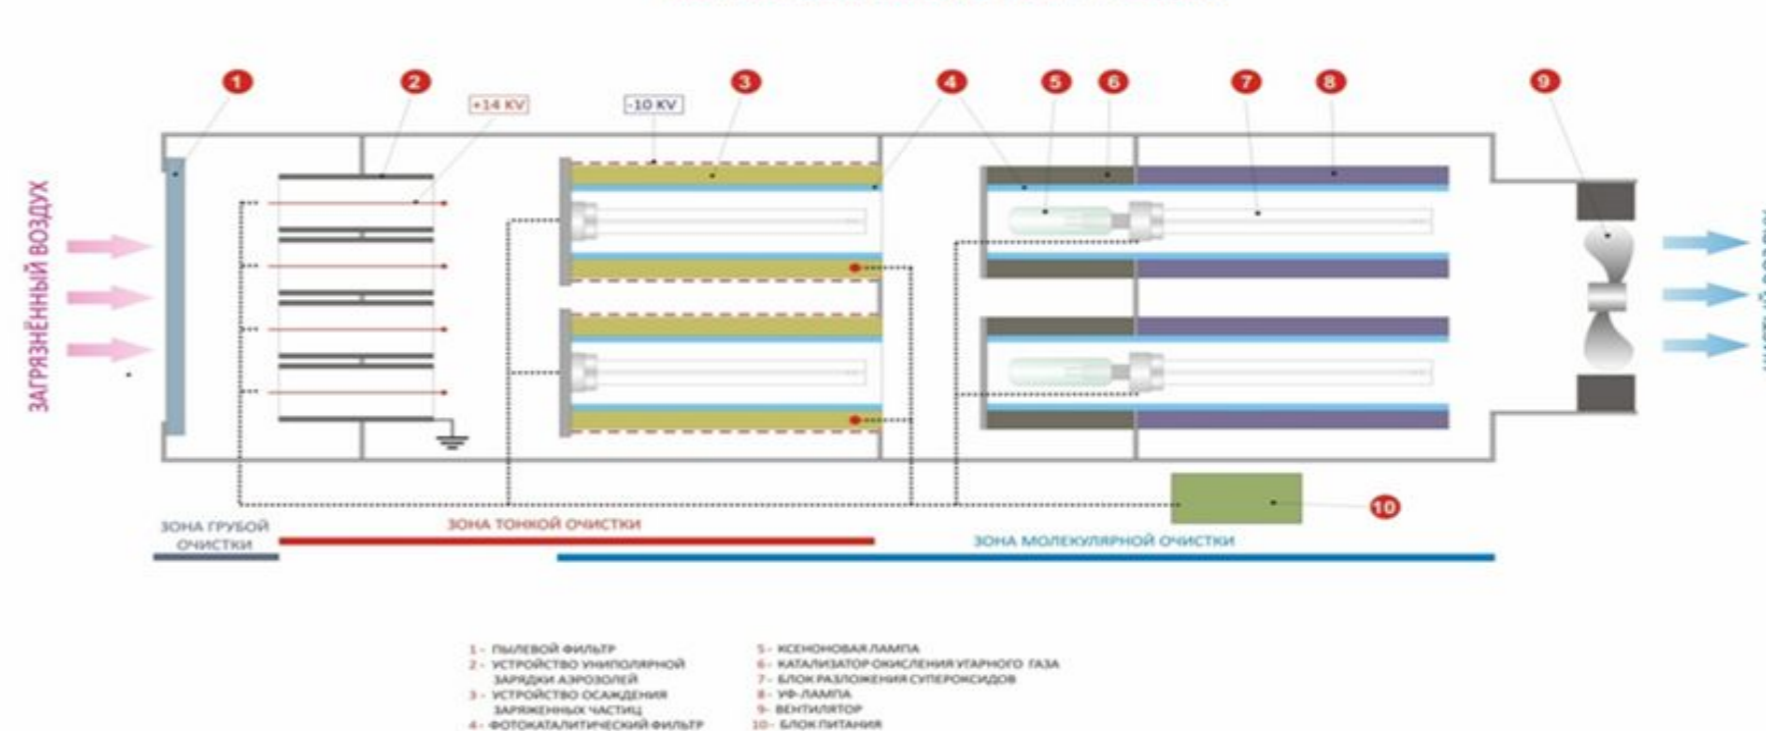 1 2 3 4 5 6 7 8 9
+14 KV -10 KV
ЗАГРЯЗНЁННЫЙ ВОЗДУХ
10
ЗОНА ГРУБОЙ
ОЧИСТКИ
ЗОНА ТОНКОЙ ОЧИСТКИ
ЗОНА МОЛЕКУЛЯРНОЙ ОЧИСТКИ
1 - ПЫЛЕВОЙ ФИЛЬТР
2 - УСТРОЙСТВО УНИПОЛЯРНОЙ
ЗАРЯДКИ АЭРОЗОЛЕЙ
3 - УСТРОЙСТВО ОСАЖДЕНИЯ
ЗАРЯЖЕННЫХ ЧАСТИЦ
4 - ФОТОКАТАЛИТИЧЕСКИЙ ФИЛЬТР
5 - КСЕНОНОВАЯ ЛАМПА
6 - КАТАЛИЗАТОР ОКИСЛЕНИЯ УГАРНОГО ГАЗА
7 - БЛОК РАЗЛОЖЕНИЯ СУПЕРОКСИДОВ
8 - УФ-ЛАМПА
9 - ВЕНТИЛЯТОР
10 - БЛОК ПИТАНИЯ